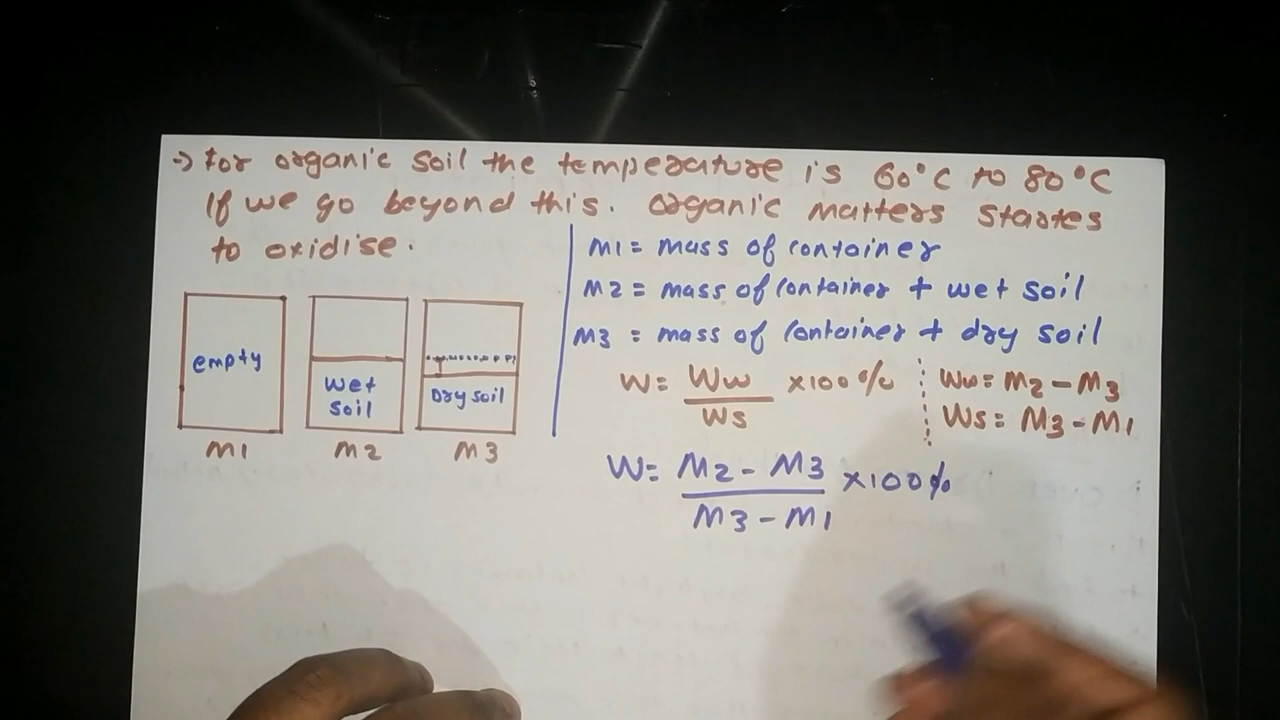 → for organic soil the temperature is 60°C to 80°C
If we go beyond this. organic matters startes
to oxidise.
empty
M1
wet
soil
M2
Dry soil
M3
M1 = mass of container
M2 = mass of container + wet soil
M3 = mass of container + dry soil
W = Ww / Ws ×100%
Ww = M2 - M3
Ws = M3 - M1
W = M2 - M3 / M3 - M1 ×100%